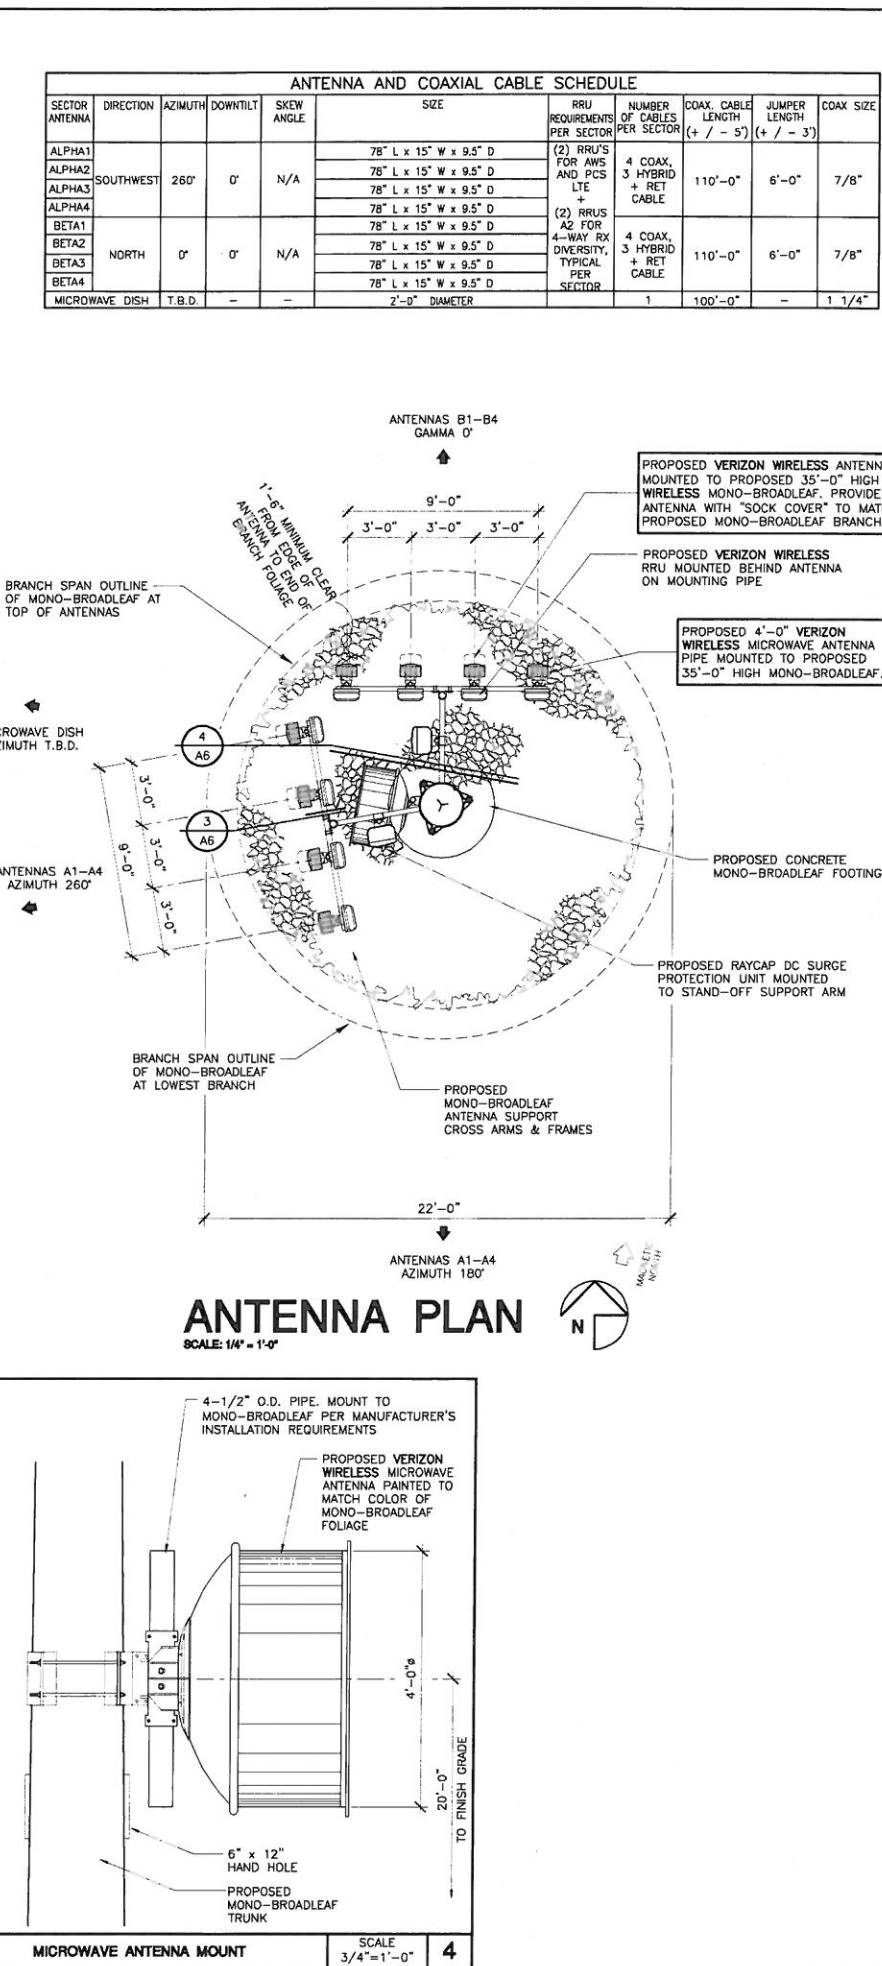 ANTENNA AND COAXIAL CABLE SCHEDULE
SECTOR ANTENNA
DIRECTION
AZIMUTH
DOWNTILT
SKEW ANGLE
SIZE
RRU REQUIREMENTS PER SECTOR
NUMBER OF CABLES PER SECTOR
COAX. CABLE LENGTH (+ / - 5')
JUMPER LENGTH (+ / - 3')
COAX SIZE
ALPHA1
78" L x 15" W x 9.5" D
ALPHA2
78" L x 15" W x 9.5" D
ALPHA3
78" L x 15" W x 9.5" D
ALPHA4
78" L x 15" W x 9.5" D
SOUTHWEST
260°
0°
N/A
(2) RRU'S
FOR AWS
AND PCS
LTE
+
(2) RRUS
A2 FOR
4-WAY RX
DIVERSITY,
TYPICAL
PER
SECTOR
4 COAX,
3 HYBRID
+ RET
CABLE
110'-0"
6'-0"
7/8"
BETA1
78" L x 15" W x 9.5" D
BETA2
78" L x 15" W x 9.5" D
BETA3
78" L x 15" W x 9.5" D
BETA4
78" L x 15" W x 9.5" D
NORTH
0°
0°
N/A
4 COAX,
3 HYBRID
+ RET
CABLE
110'-0"
6'-0"
7/8"
MICROWAVE DISH
T.B.D.
-
-
2'-0" DIAMETER
1
100'-0"
-
1 1/4"
ANTENNAS B1-B4
GAMMA 0°
PROPOSED VERIZON WIRELESS ANTENN
MOUNTED TO PROPOSED 35'-0" HIGH
WIRELESS MONO-BROADLEAF. PROVIDE
ANTENNA WITH "SOCK COVER" TO MAT
PROPOSED MONO-BROADLEAF BRANCH
9'-0"
3'-0"
3'-0"
3'-0"
1'-6" MINIMUM CLEAR
FROM EDGE OF
ANTENNA TO END OF
BRANCH FOLIAGE
PROPOSED VERIZON WIRELESS
RRU MOUNTED BEHIND ANTENNA
ON MOUNTING PIPE
BRANCH SPAN OUTLINE
OF MONO-BROADLEAF AT
TOP OF ANTENNAS
PROPOSED 4'-0" VERIZON
WIRELESS MICROWAVE ANTENNA
PIPE MOUNTED TO PROPOSED
35'-0" HIGH MONO-BROADLEAF.
CROWAVE DISH
ZIMUTH T.B.D.
4
A6
3
A6
3'-0"
3'-0"
3'-0"
9'-0"
ANTENNAS A1-A4
AZIMUTH 260°
PROPOSED CONCRETE
MONO-BROADLEAF FOOTING
PROPOSED RAYCAP DC SURGE
PROTECTION UNIT MOUNTED
TO STAND-OFF SUPPORT ARM
BRANCH SPAN OUTLINE
OF MONO-BROADLEAF
AT LOWEST BRANCH
PROPOSED
MONO-BROADLEAF
ANTENNA SUPPORT
CROSS ARMS & FRAMES
22'-0"
ANTENNAS A1-A4
AZIMUTH 180°
MAGNETIC
NORTH
N
ANTENNA PLAN
SCALE: 1/4" = 1'-0"
4-1/2" O.D. PIPE. MOUNT TO
MONO-BROADLEAF PER MANUFACTURER'S
INSTALLATION REQUIREMENTS
PROPOSED VERIZON
WIRELESS MICROWAVE
ANTENNA PAINTED TO
MATCH COLOR OF
MONO-BROADLEAF
FOLIAGE
4'-0"ø
20'-0"
TO FINISH GRADE
6" x 12"
HAND HOLE
PROPOSED
MONO-BROADLEAF
TRUNK
MICROWAVE ANTENNA MOUNT
SCALE
3/4"=1'-0"
4